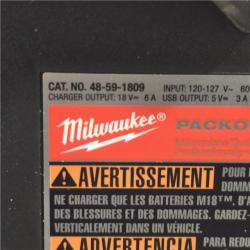 CAT. NO. 48-59-1809 INPUT: 120-127 V~ 60
CHARGER OUTPUT: 18 V⎓ 6 A USB OUTPUT: 5 V⎓ 3 A
Milwaukee PACKO
AVERTISSEMENT POUR
DOMM
NE CHARGER QUE LES BATTERIES M18™. D'A
DES BLESSURES ET DES DOMMAGES. GARDEZ
VERTICALEMENT DANS UN VÉHICULE.
ADVERTENCIA PARA RE
DOMM